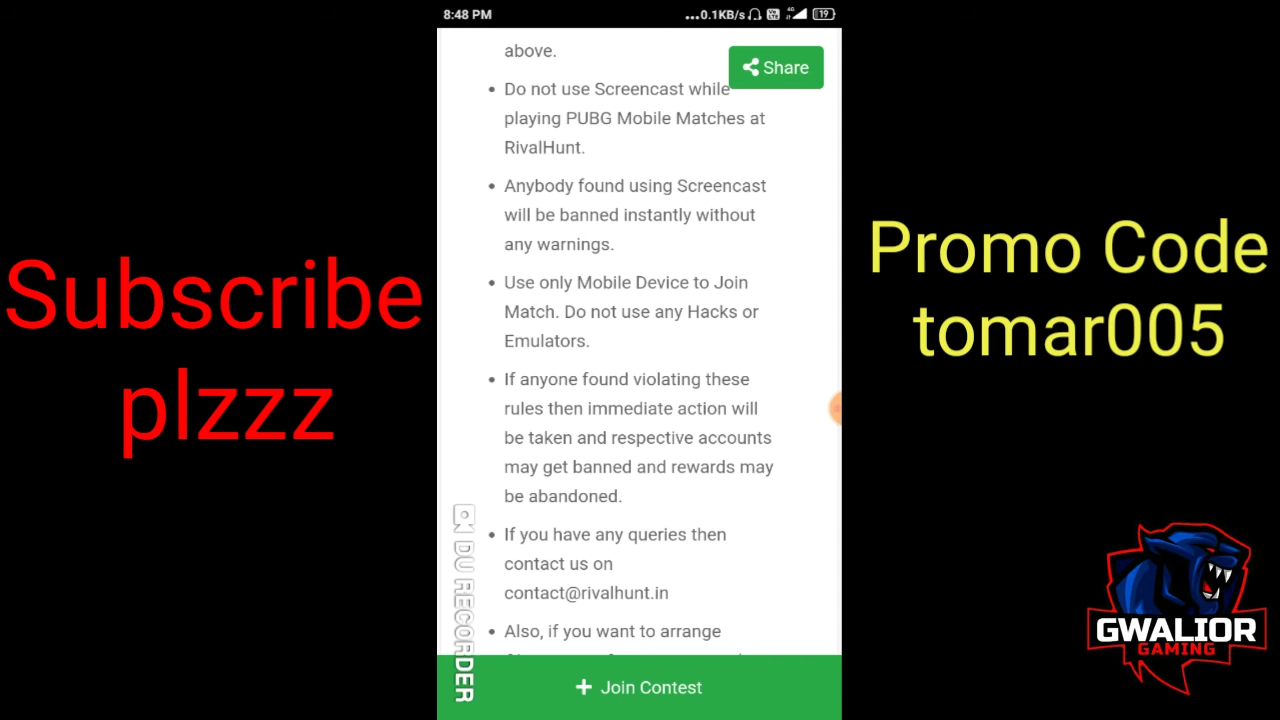 8:48 PM
...0.1KB/s
4G
19
above.
Share
Do not use Screencast while
playing PUBG Mobile Matches at
RivalHunt.
Anybody found using Screencast
will be banned instantly without
any warnings.
Use only Mobile Device to Join
Match. Do not use any Hacks or
Emulators.
If anyone found violating these
rules then immediate action will
be taken and respective accounts
may get banned and rewards may
be abandoned.
If you have any queries then
contact us on
contact@rivalhunt.in
Also, if you want to arrange
+ Join Contest
DU RECORDER
Subscribe
plzzz
Promo Code
tomar005
GWALIOR
GAMING